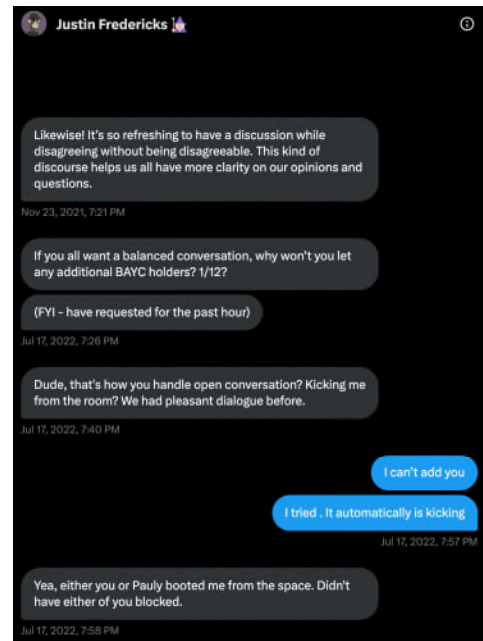 Justin Fredericks 🧙🏻‍♂️
Likewise! It's so refreshing to have a discussion while
disagreeing without being disagreeable. This kind of
discourse helps us all have more clarity on our opinions and
questions.
Nov 23, 2021, 7:21 PM
If you all want a balanced conversation, why won't you let
any additional BAYC holders? 1/12?
(FYI - have requested for the past hour)
Jul 17, 2022, 7:26 PM
Dude, that's how you handle open conversation? Kicking me
from the room? We had pleasant dialogue before.
Jul 17, 2022, 7:40 PM
I can't add you
I tried . It automatically is kicking
Jul 17, 2022, 7:57 PM
Yea, either you or Pauly booted me from the space. Didn't
have either of you blocked.
Jul 17, 2022, 7:58 PM